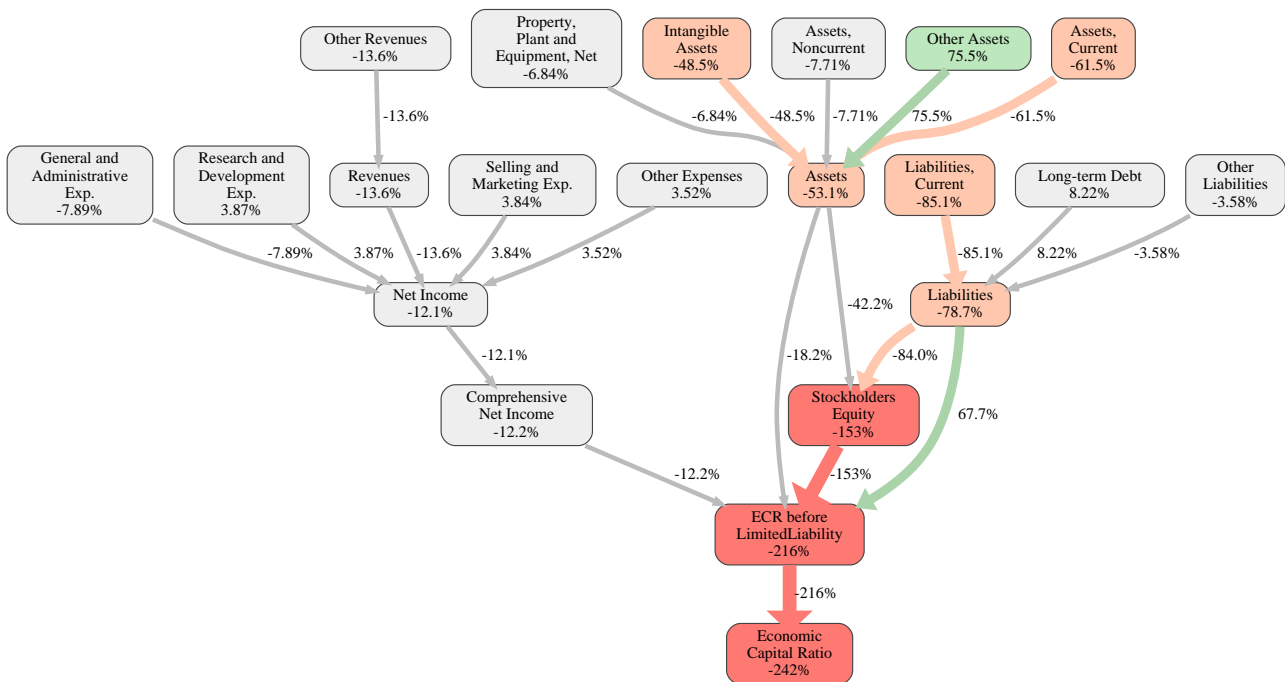 Other Revenues
-13.6%
Property,
Plant and
Equipment, Net
-6.84%
Intangible
Assets
-48.5%
Assets,
Noncurrent
-7.71%
Other Assets
75.5%
Assets,
Current
-61.5%
-13.6%
-6.84%
-48.5%
-7.71%
75.5%
-61.5%
General and
Administrative
Exp.
-7.89%
Research and
Development
Exp.
3.87%
Revenues
-13.6%
Selling and
Marketing Exp.
3.84%
Other Expenses
3.52%
Assets
-53.1%
Liabilities,
Current
-85.1%
Long-term Debt
8.22%
Other
Liabilities
-3.58%
-7.89%
3.87%
-13.6%
3.84%
3.52%
-85.1%
8.22%
-3.58%
Net Income
-12.1%
-42.2%
Liabilities
-78.7%
-12.1%
-18.2%
-84.0%
Comprehensive
Net Income
-12.2%
Stockholders
Equity
-153%
67.7%
-12.2%
-153%
ECR before
LimitedLiability
-216%
-216%
Economic
Capital Ratio
-242%